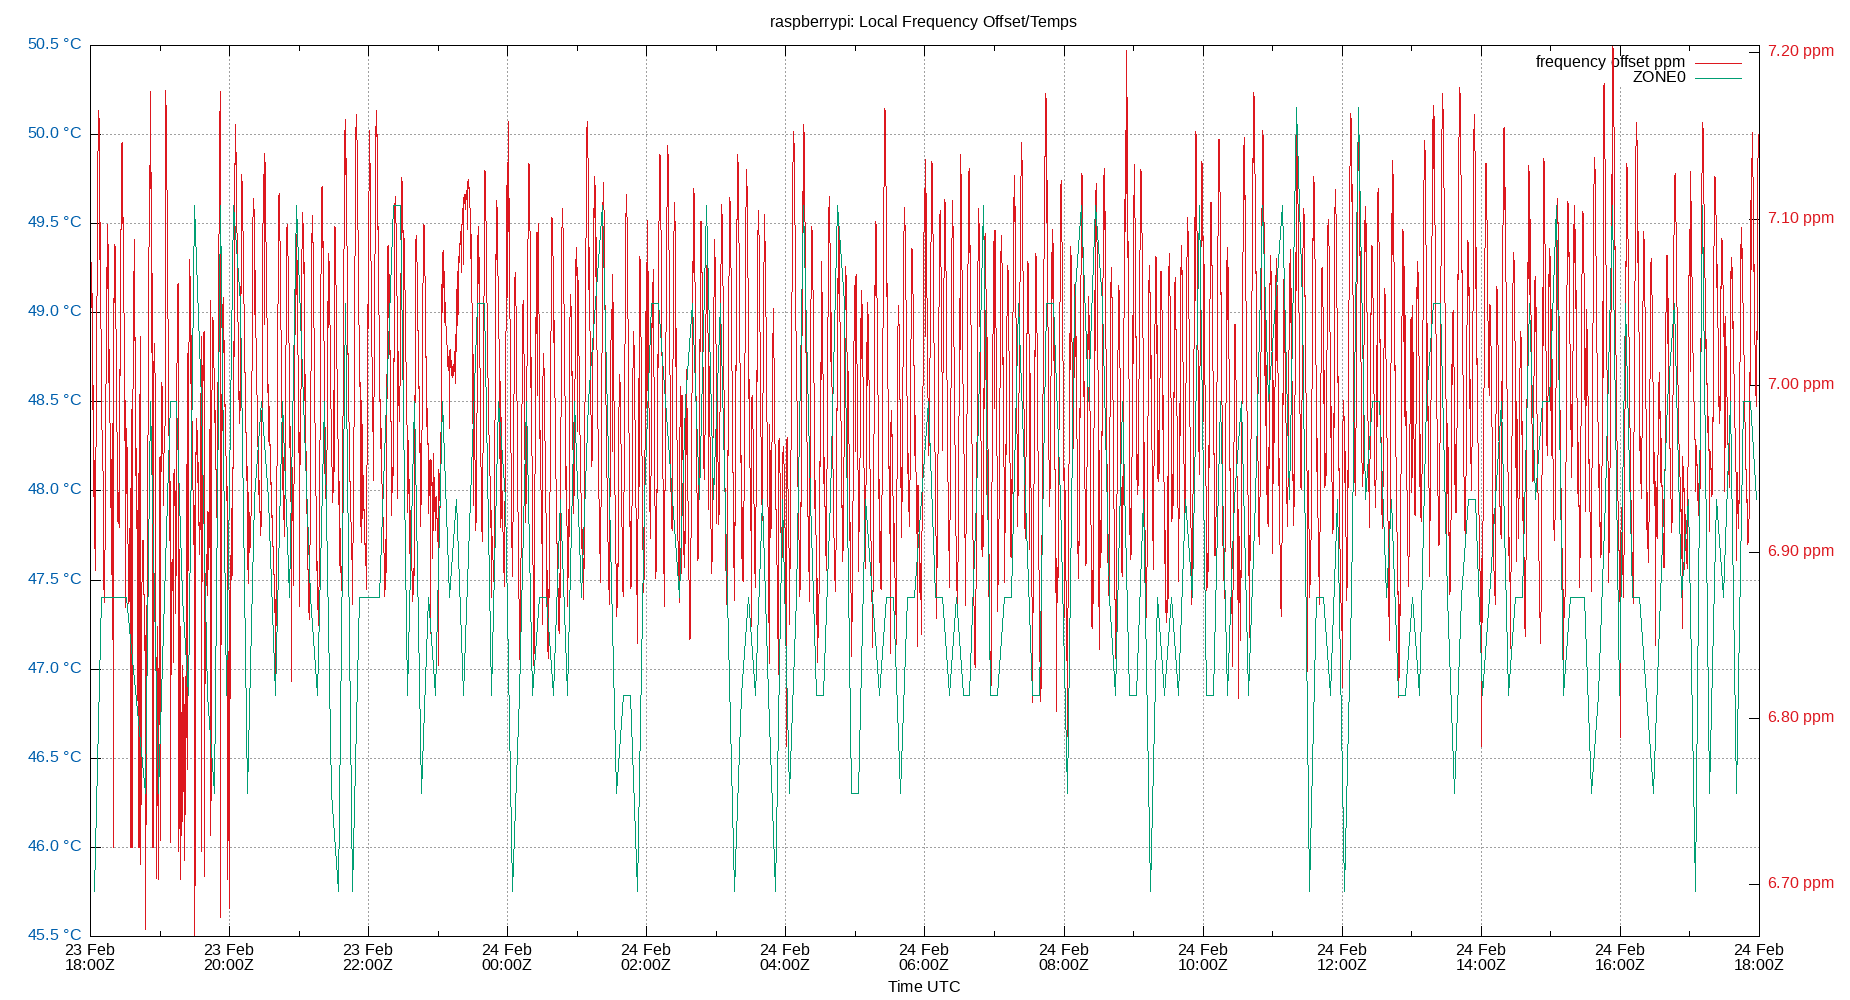 raspberrypi: Local Frequency Offset/Temps
50.5 °C
50.0 °C
49.5 °C
49.0 °C
48.5 °C
48.0 °C
47.5 °C
47.0 °C
46.5 °C
46.0 °C
45.5 °C
7.20 ppm
7.10 ppm
7.00 ppm
6.90 ppm
6.80 ppm
6.70 ppm
frequency offset ppm
ZONE0
23 Feb 23 Feb 23 Feb 24 Feb 24 Feb 24 Feb 24 Feb 24 Feb 24 Feb 24 Feb 24 Feb 24 Feb 24 Feb
18:00Z 20:00Z 22:00Z 00:00Z 02:00Z 04:00Z 06:00Z 08:00Z 10:00Z 12:00Z 14:00Z 16:00Z 18:00Z
Time UTC